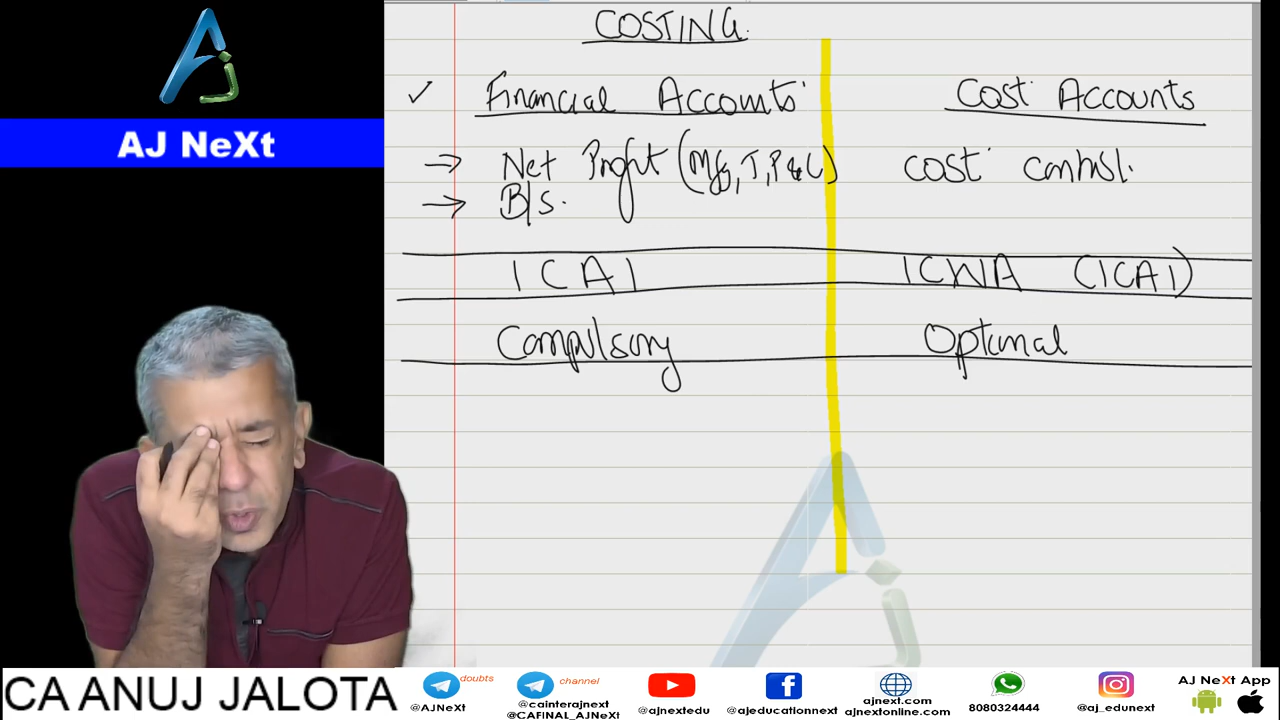 AJ NeXt
COSTING
✓ Financial Accounts
Cost Accounts
→ Net Profit (Mfg, T, P&L)
cost control.
→ B/s.
ICAI
ICWA (ICAI)
Compulsory
Optional
CA ANUJ JALOTA
doubts
@AJNeXt
channel
@cainterajnext
@CAFINAL_AJNeXt
@ajnextedu
@ajeducationnext
ajnext.com
ajnextonline.com
8080324444
@aj_edunext
AJ NeXt App